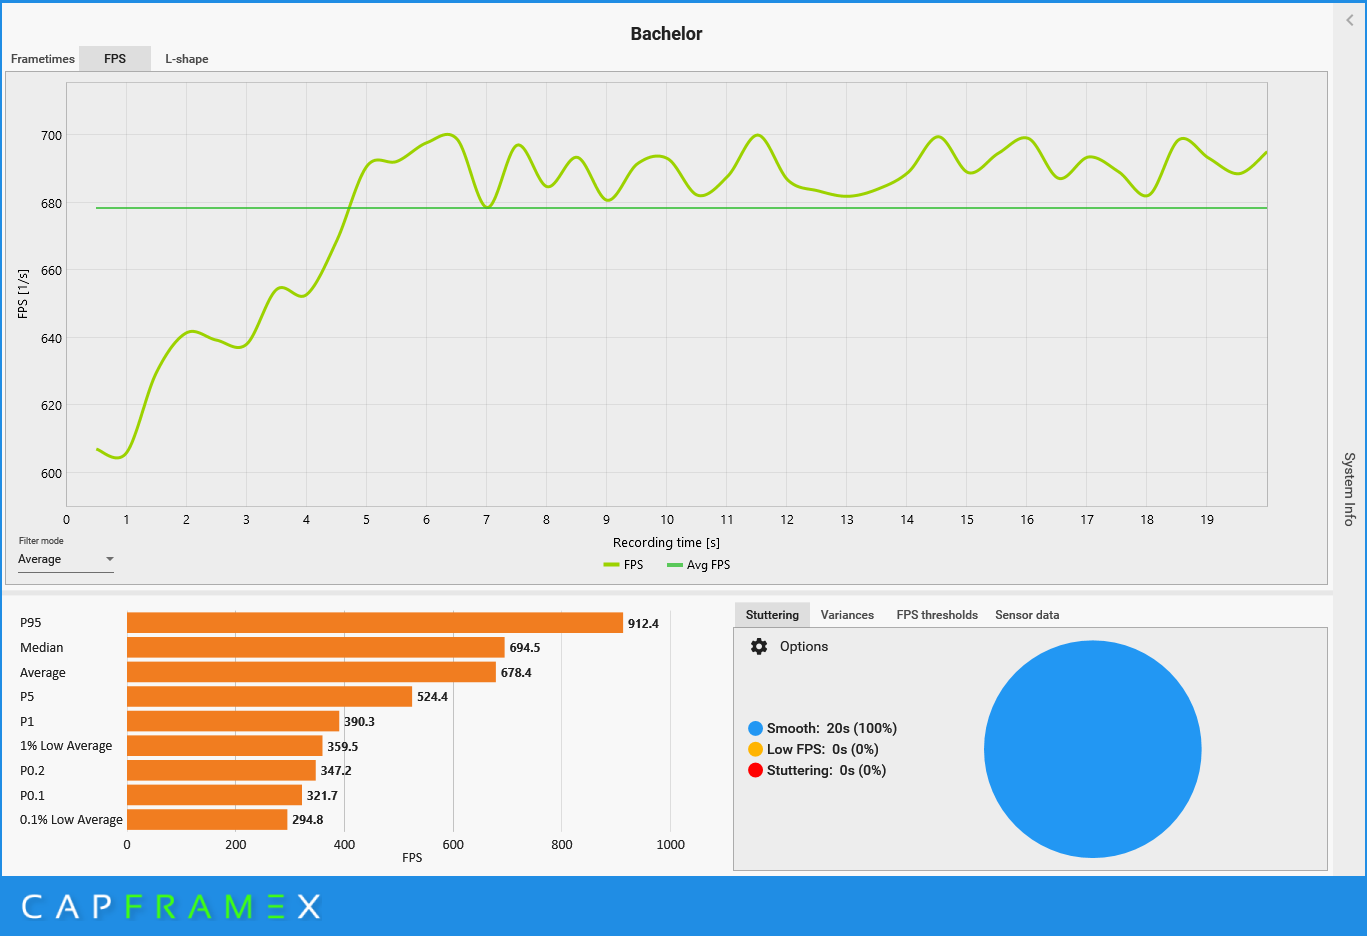 Bachelor
Frametimes FPS L-shape
700
680
660
640
620
600
FPS [1/s]
0 1 2 3 4 5 6 7 8 9 10 11 12 13 14 15 16 17 18 19
Recording time [s]
FPS Avg FPS
Filter mode
Average
System Info
P95 912.4
Median 694.5
Average 678.4
P5 524.4
P1 390.3
1% Low Average 359.5
P0.2 347.2
P0.1 321.7
0.1% Low Average 294.8
0 200 400 600 800 1000
FPS
Stuttering Variances FPS thresholds Sensor data
Options
Smooth: 20s (100%)
Low FPS: 0s (0%)
Stuttering: 0s (0%)
CAPFRAMEX